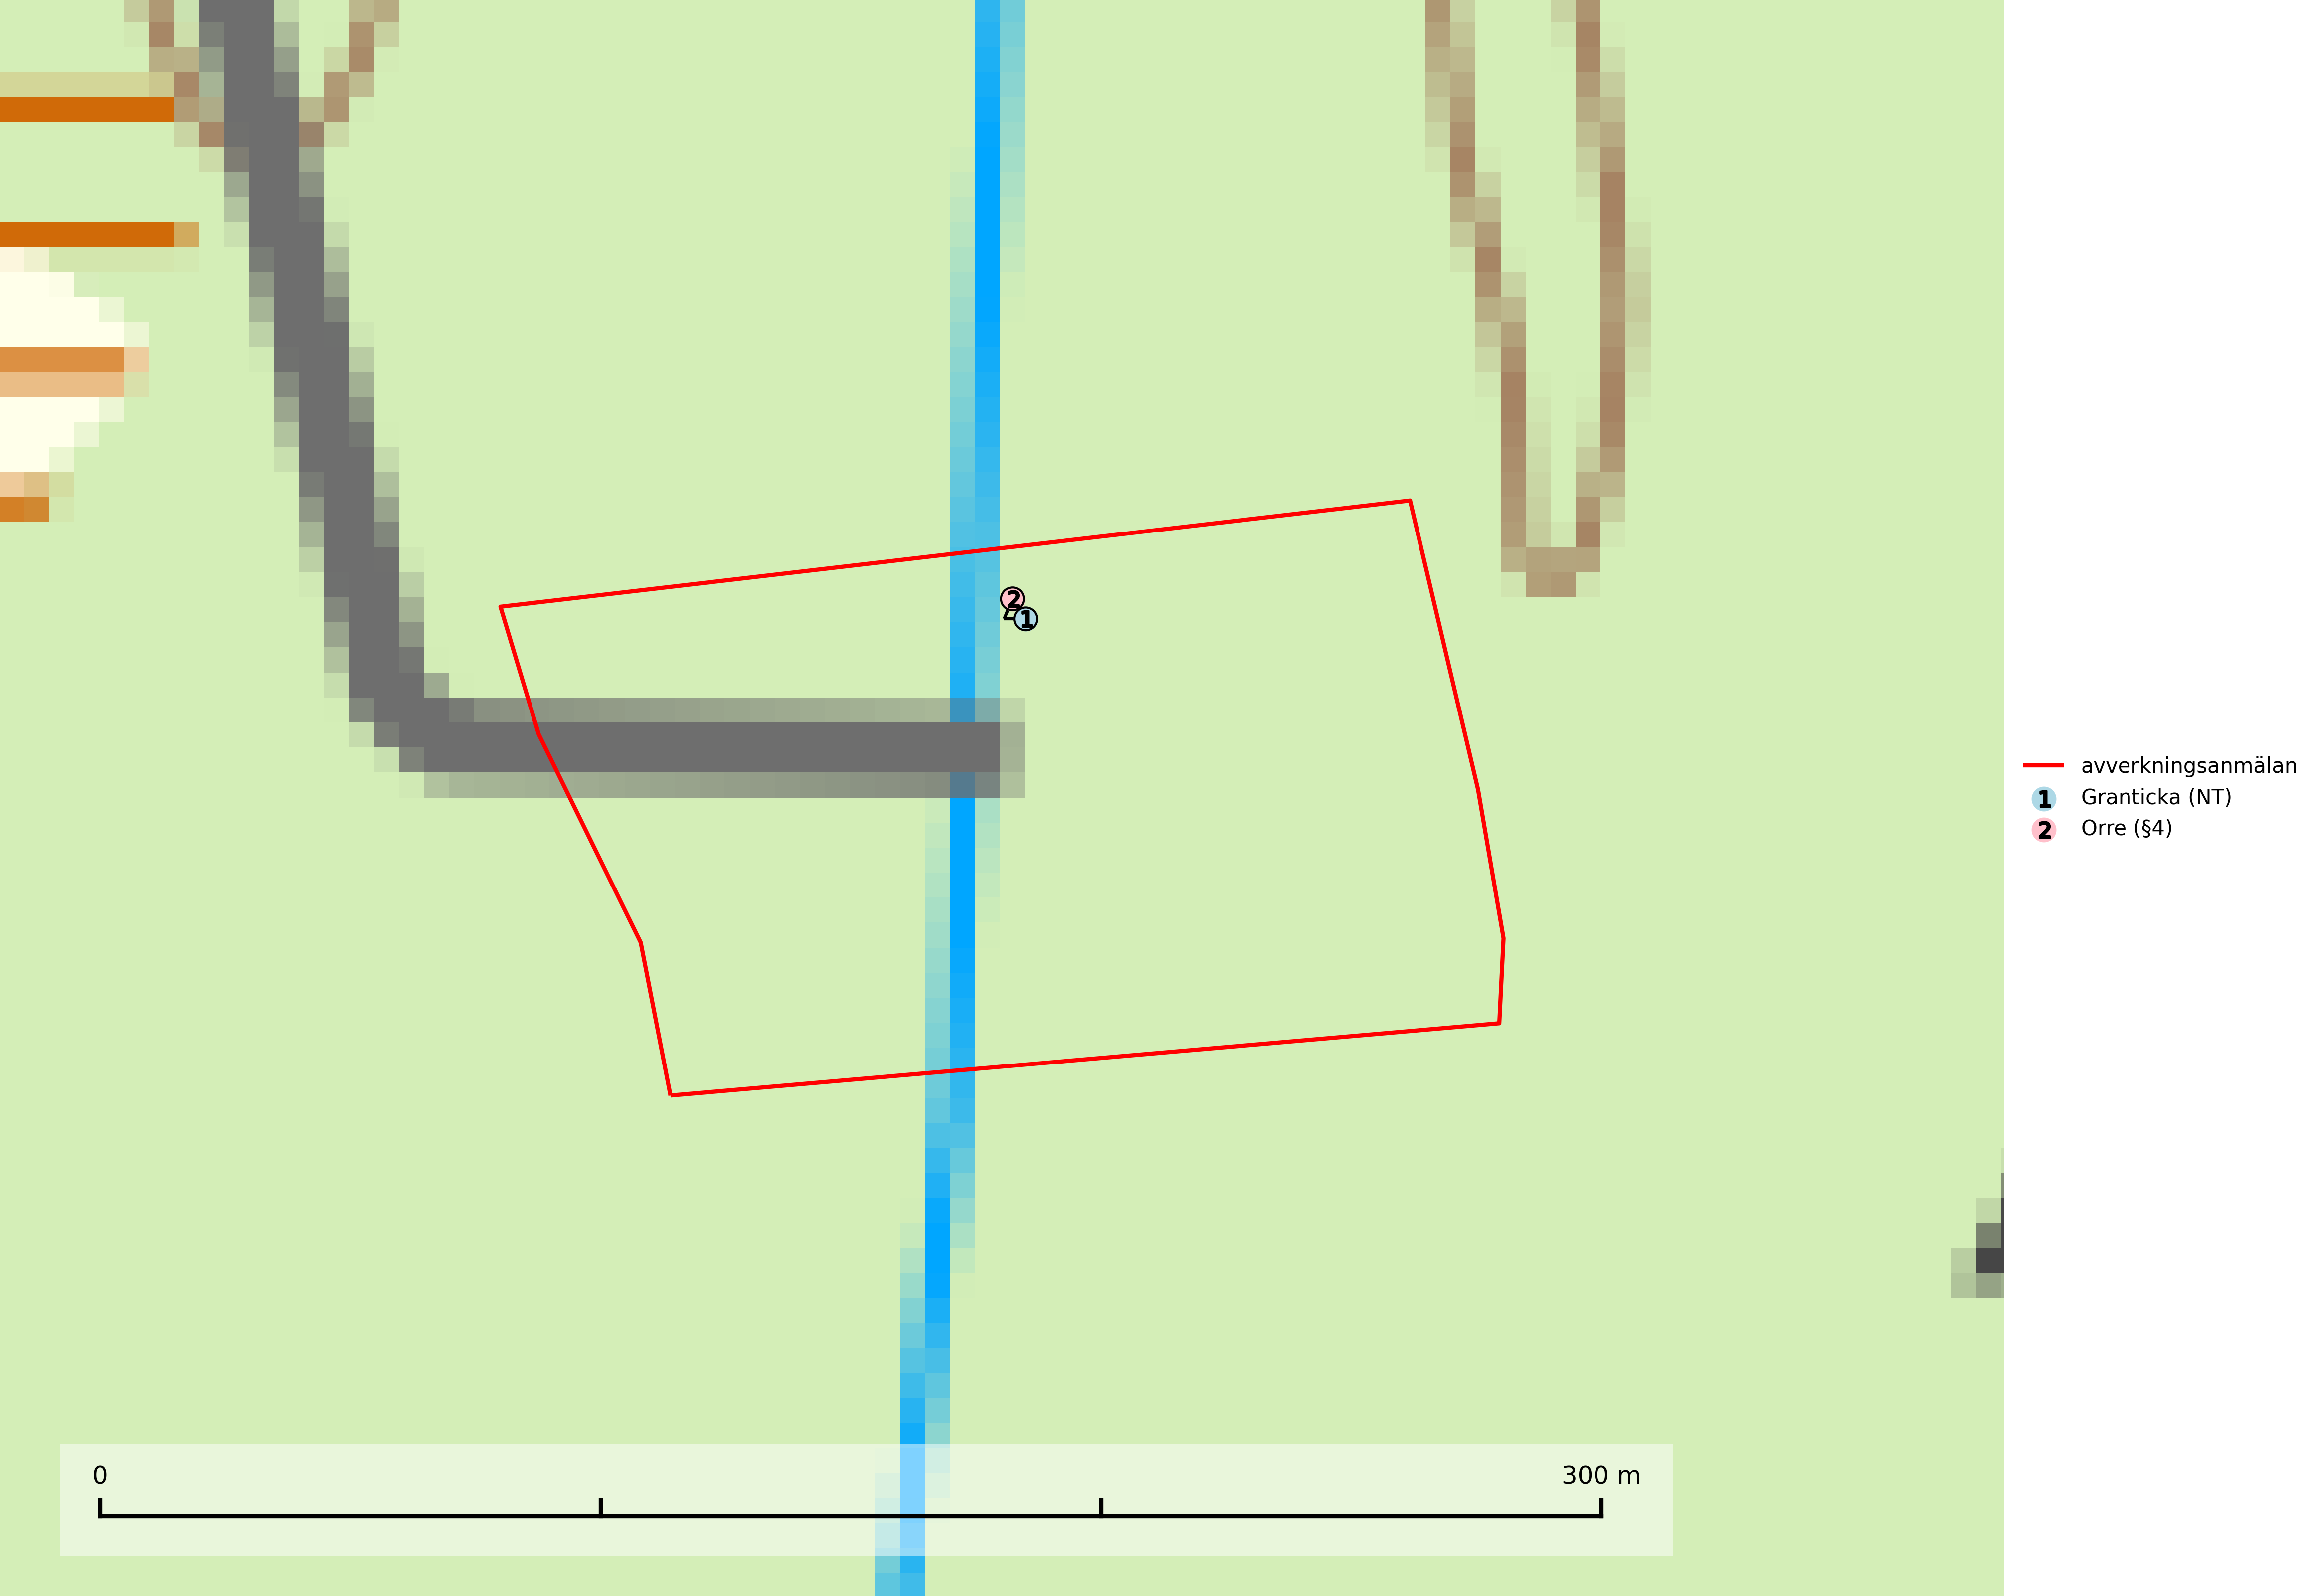 2
1
avverkningsanmälan
1 Granticka (NT)
2 Orre (§4)
0 300 m